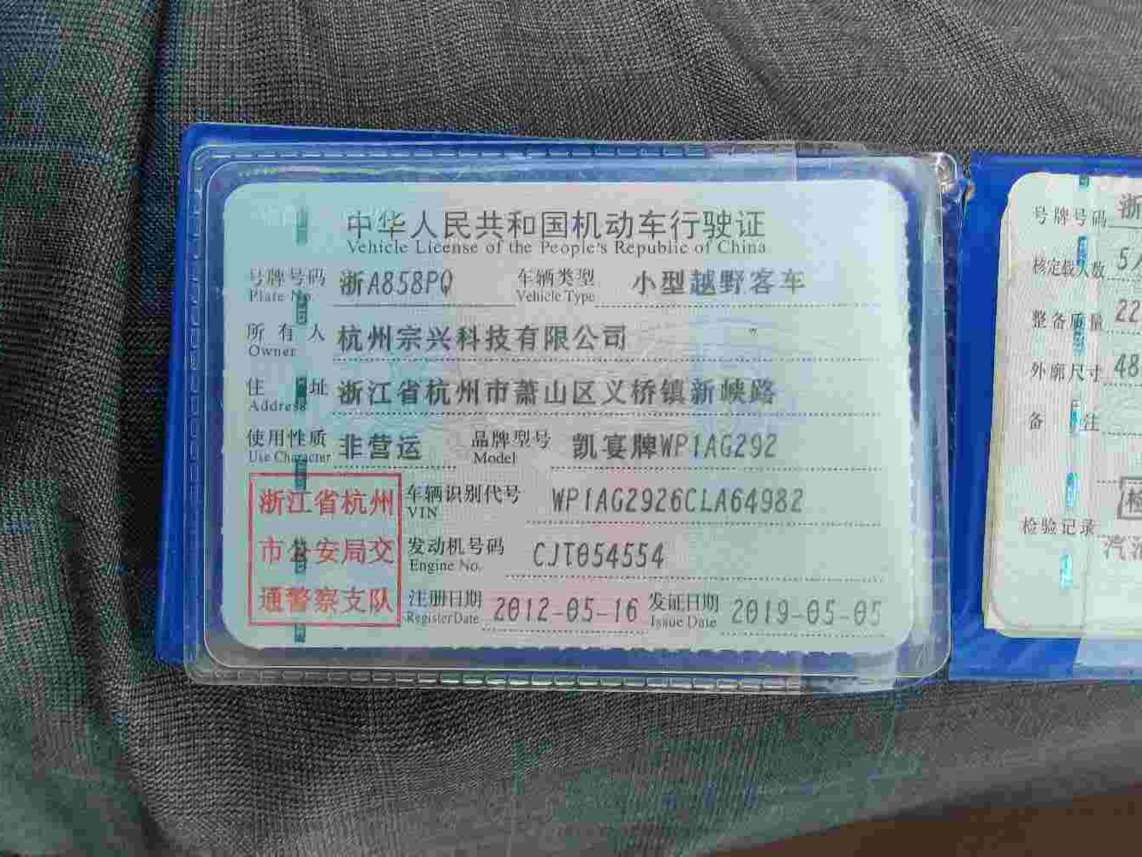 中华人民共和国机动车行驶证
Vehicle License of the People's Republic of China
号牌号码 浙A858PQ 车辆类型 小型越野客车
Plate No. Vehicle Type
所有人 杭州宗兴科技有限公司
Owner
住址 浙江省杭州市萧山区义桥镇新峡路
Address
使用性质 非营运 品牌型号 凯宴牌WP1AG292
Use Character Model
浙江省杭州
市公安局交
通警察支队
车辆识别代号 WP1AG2926CLA64982
VIN
发动机号码 CJT054554
Engine No.
注册日期 2012-05-16 发证日期 2019-05-05
Register Date Issue Date
号牌号码 浙
核定载人数 5
整备质量 22
外廓尺寸 48
备注
检验记录